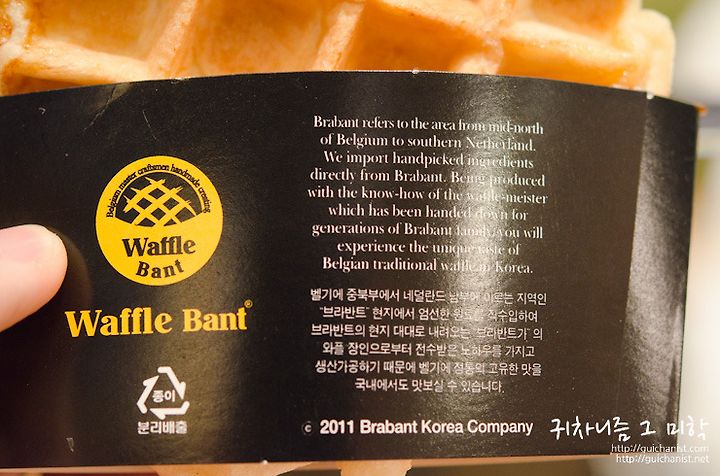 Belgium master craftsmen handmade creating
Waffle
Bant
Waffle Bant®
종이
분리배출
Brabant refers to the area from mid-north
of Belgium to southern Netherland.
We import handpicked ingredients
directly from Brabant. Being produced
with the know-how of the waffle-meister
which has been handed down for
generations of Brabant family, you will
experience the unique taste of
Belgian traditional waffle in Korea.
벨기에 중북부에서 네덜란드 남부에 이르는 지역인
"브라반트" 현지에서 엄선한 원료를 직수입하여
브라반트의 현지 대대로 내려오는 "브라반트가" 의
와플 장인으로부터 전수받은 노하우를 가지고
생산가공하기 때문에 벨기에 정통의 고유한 맛을
국내에서도 맛보실 수 있습니다.
© 2011 Brabant Korea Company
귀차니즘 그 미학
http://guichanist.com
http://guichanist.net